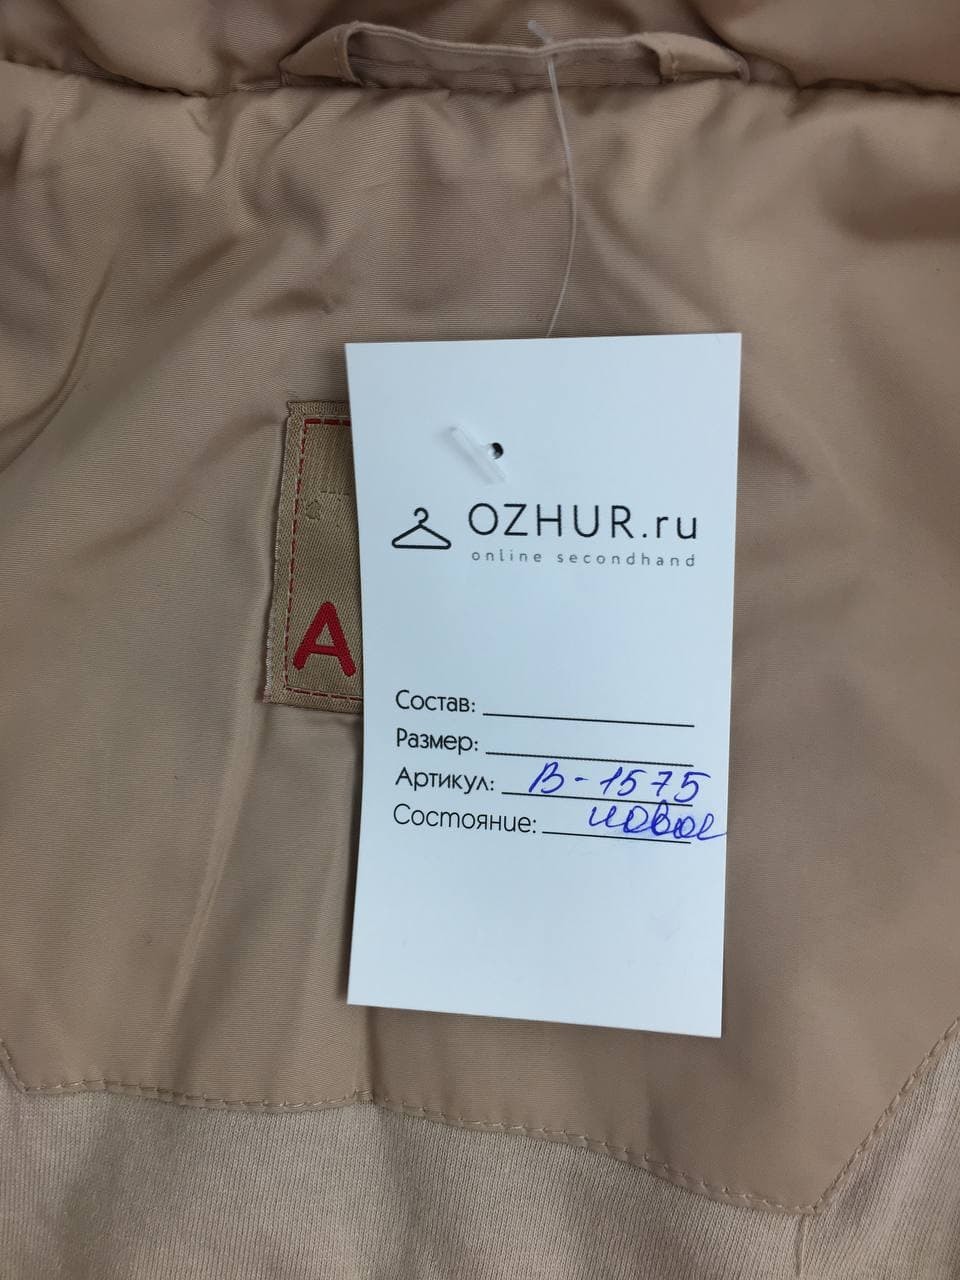 OZHUR.ru
online secondhand
A
Состав:
Размер:
Артикул: В-1575
Состояние: новое